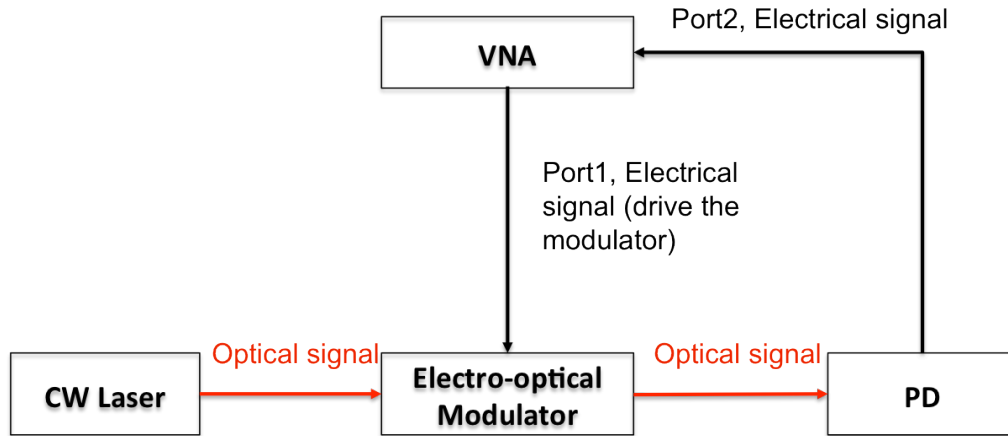 Port2, Electrical signal
VNA
Port1, Electrical
signal (drive the
modulator)
Optical signal
Optical signal
CW Laser
Electro-optical
Modulator
PD